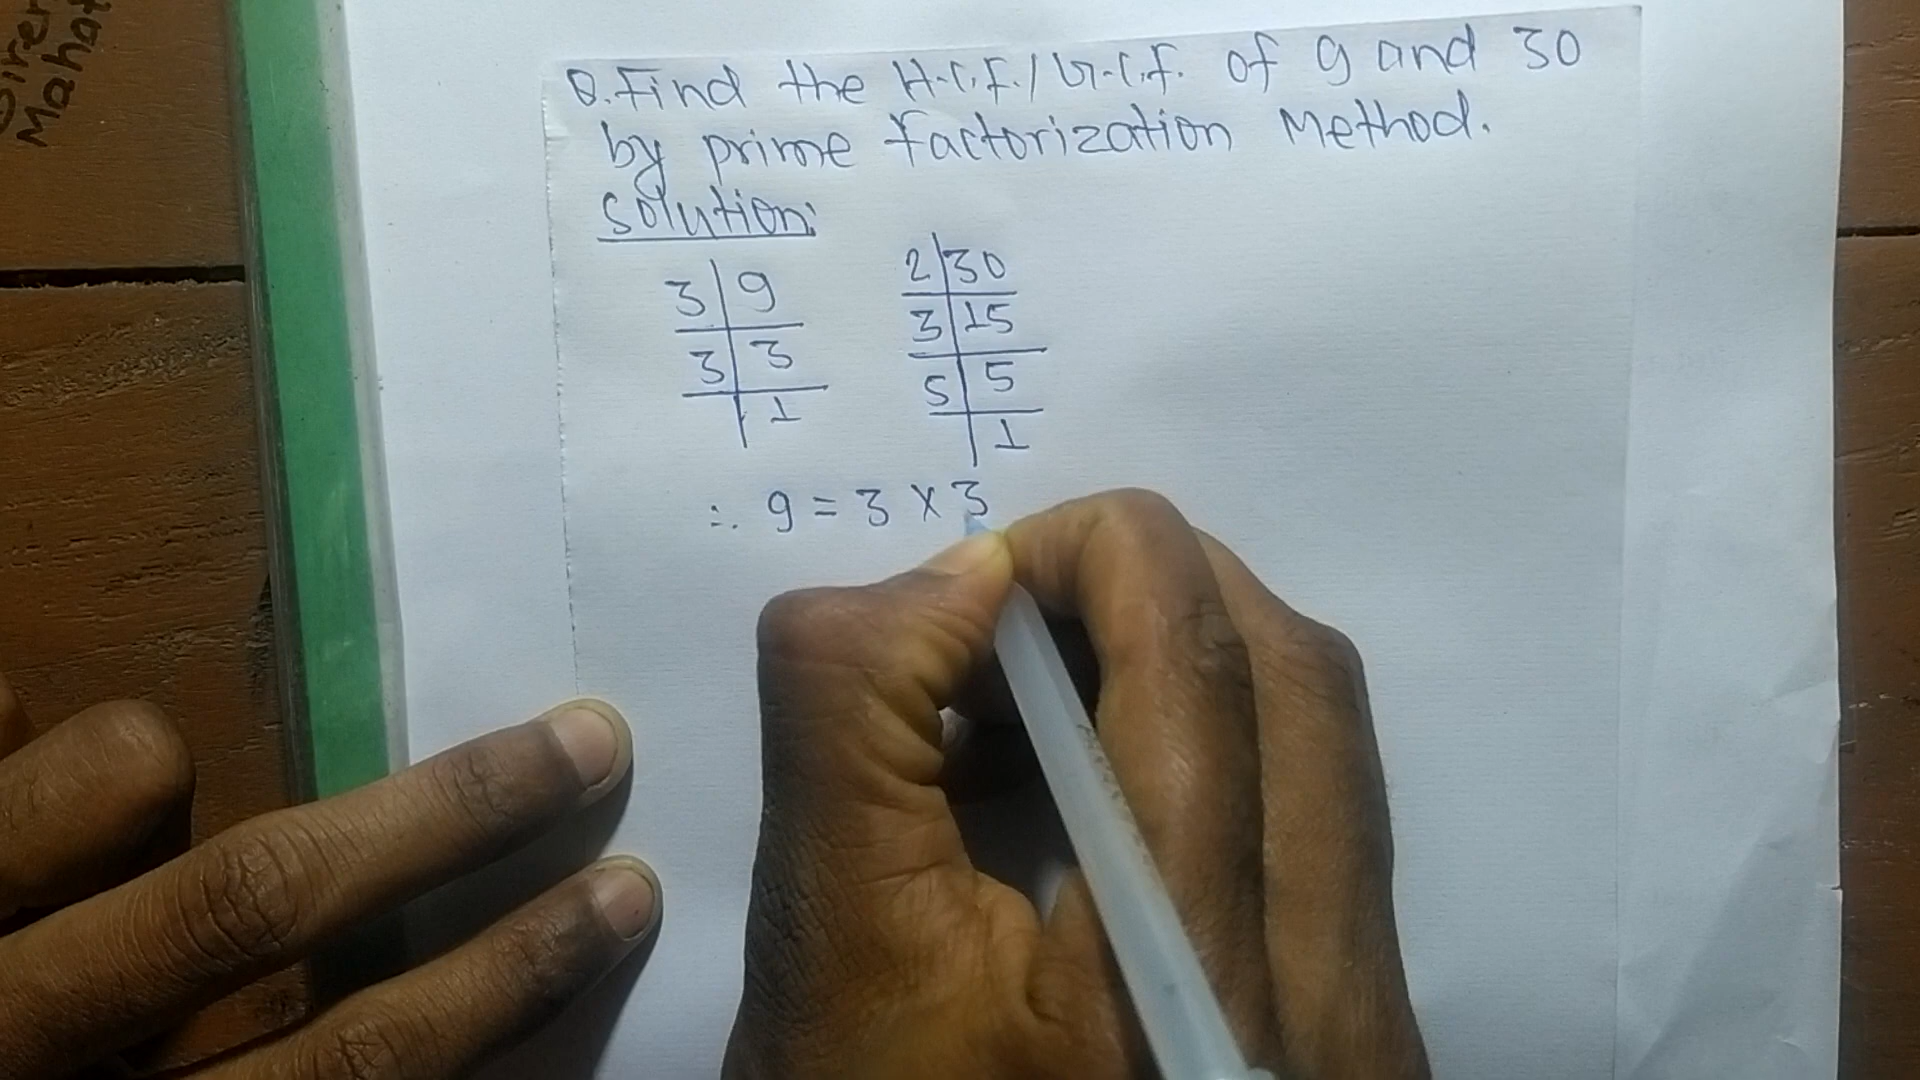 Q. Find the H.C.F./G.C.F. of 9 and 30
by prime factorization Method.
Solution:
3 | 9
3 | 3
1
2 | 30
3 | 15
5 | 5
1
∴ 9 = 3 × 3
Mahat